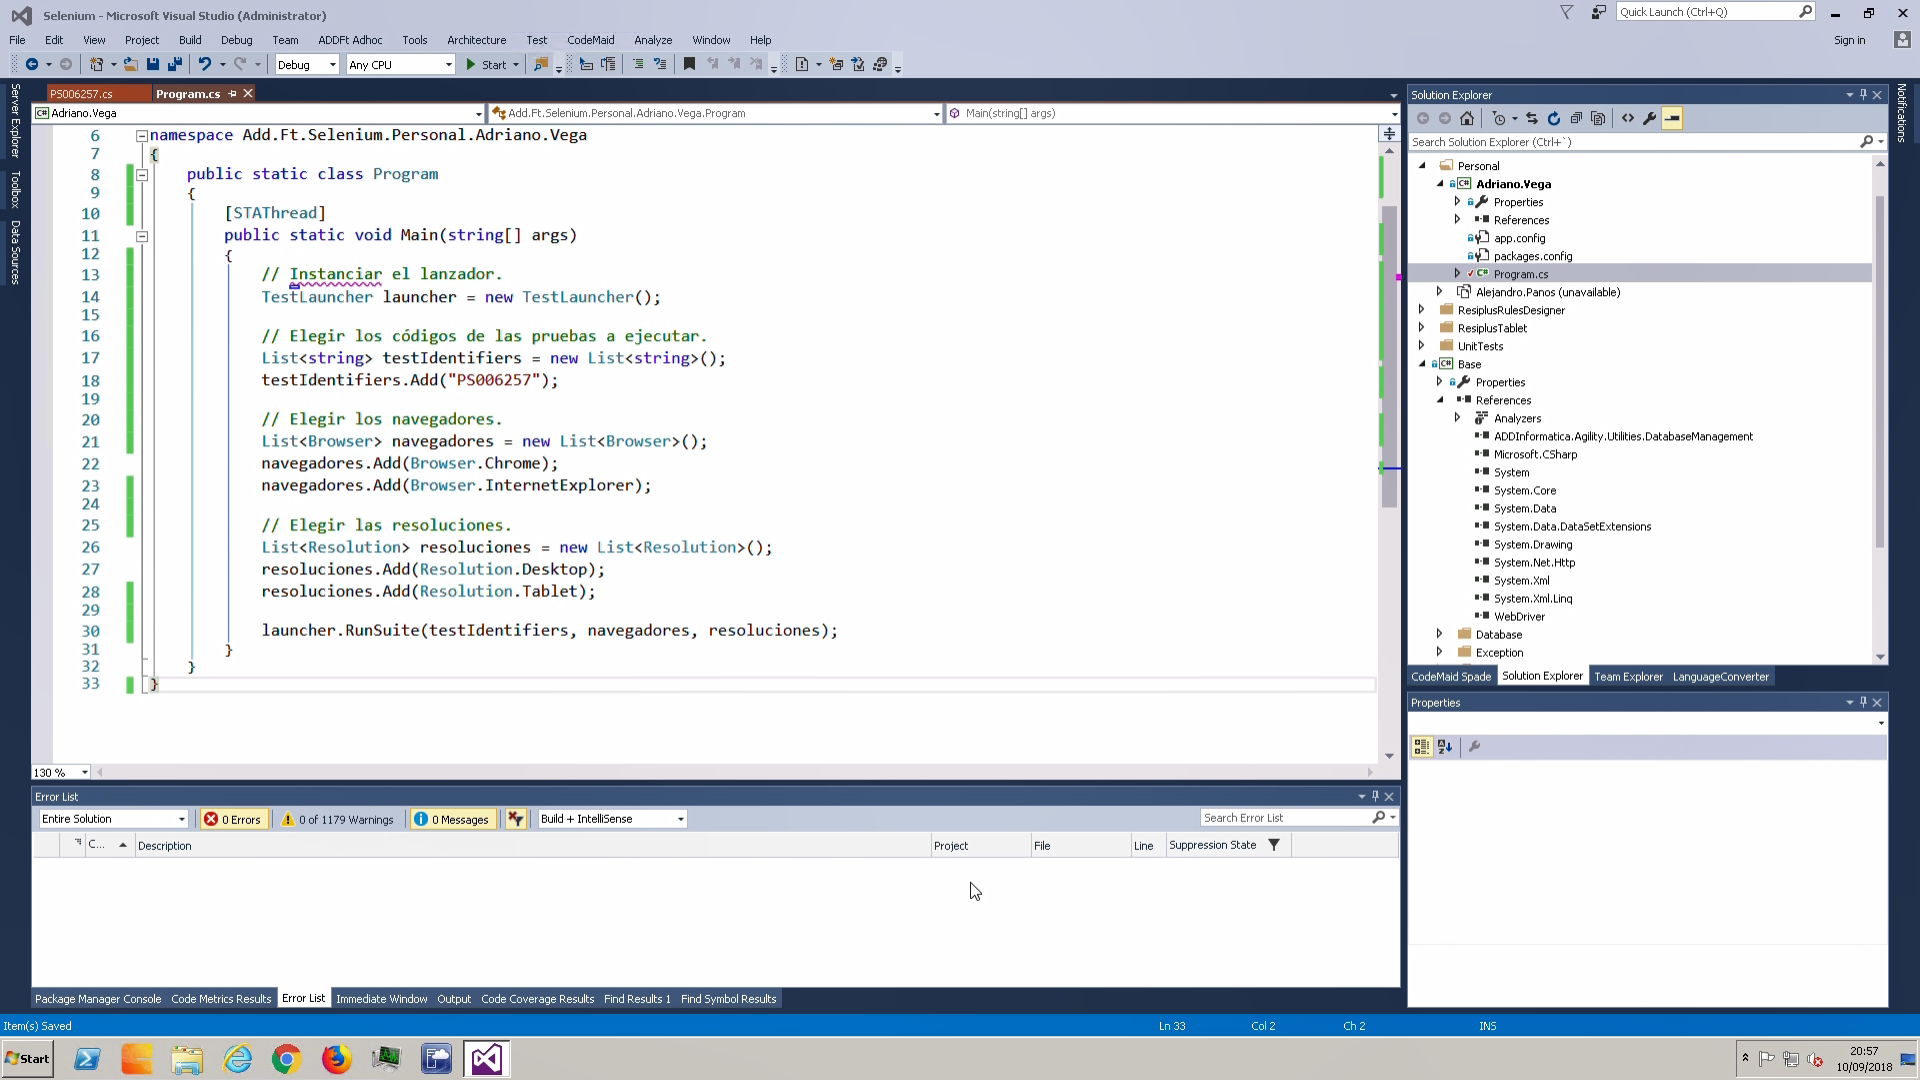 Selenium - Microsoft Visual Studio (Administrator)
Quick Launch (Ctrl+Q)
File Edit View Project Build Debug Team ADDFt Adhoc Tools Architecture Test CodeMaid Analyze Window Help
Sign in
Debug
Any CPU
Start
Server Explorer
Toolbox
Data Sources
Notifications
PS006257.cs
Program.cs
C# Adriano.Vega
Add.Ft.Selenium.Personal.Adriano.Vega.Program
Main(string[] args)
6 namespace Add.Ft.Selenium.Personal.Adriano.Vega
7 {
8 public static class Program
9 {
10 [STAThread]
11 public static void Main(string[] args)
12 {
13 // Instanciar el lanzador.
14 TestLauncher launcher = new TestLauncher();
15
16 // Elegir los códigos de las pruebas a ejecutar.
17 List<string> testIdentifiers = new List<string>();
18 testIdentifiers.Add("PS006257");
19
20 // Elegir los navegadores.
21 List<Browser> navegadores = new List<Browser>();
22 navegadores.Add(Browser.Chrome);
23 navegadores.Add(Browser.InternetExplorer);
24
25 // Elegir las resoluciones.
26 List<Resolution> resoluciones = new List<Resolution>();
27 resoluciones.Add(Resolution.Desktop);
28 resoluciones.Add(Resolution.Tablet);
29
30 launcher.RunSuite(testIdentifiers, navegadores, resoluciones);
31 }
32 }
33 }
130 %
Solution Explorer
Search Solution Explorer (Ctrl+`)
Personal
C# Adriano.Vega
Properties
References
app.config
packages.config
C# Program.cs
Alejandro.Panos (unavailable)
ResiplusRulesDesigner
ResiplusTablet
UnitTests
C# Base
Properties
References
Analyzers
ADDInformatica.Agility.Utilities.DatabaseManagement
Microsoft.CSharp
System
System.Core
System.Data
System.Data.DataSetExtensions
System.Drawing
System.Net.Http
System.Xml
System.Xml.Linq
WebDriver
Database
Exception
CodeMaid Spade Solution Explorer Team Explorer LanguageConverter
Properties
Error List
Entire Solution
0 Errors
0 of 1179 Warnings
0 Messages
Build + IntelliSense
Search Error List
C... Description Project File Line Suppression State
Package Manager Console Code Metrics Results Error List Immediate Window Output Code Coverage Results Find Results 1 Find Symbol Results
Item(s) Saved
Ln 33 Col 2 Ch 2 INS
Start
20:57
10/09/2018